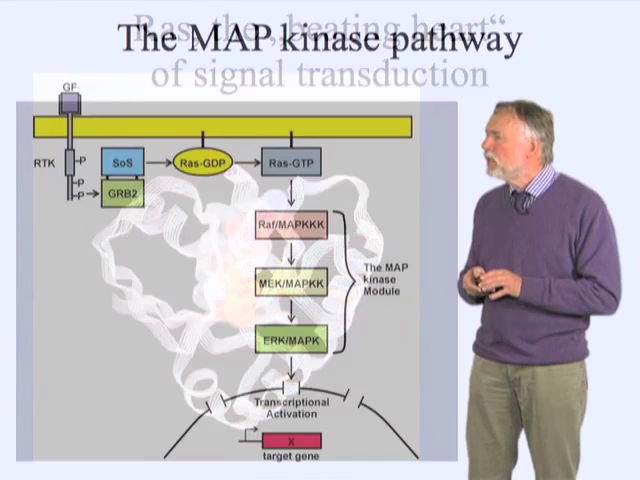 Ras, the „beating heart“
of signal transduction
The MAP kinase pathway
GF
RTK
P
P
P
SoS
GRB2
Ras-GDP
Ras-GTP
Raf/MAPKKK
MEK/MAPKK
ERK/MAPK
The MAP
kinase
Module
Transcriptional
Activation
X
target gene